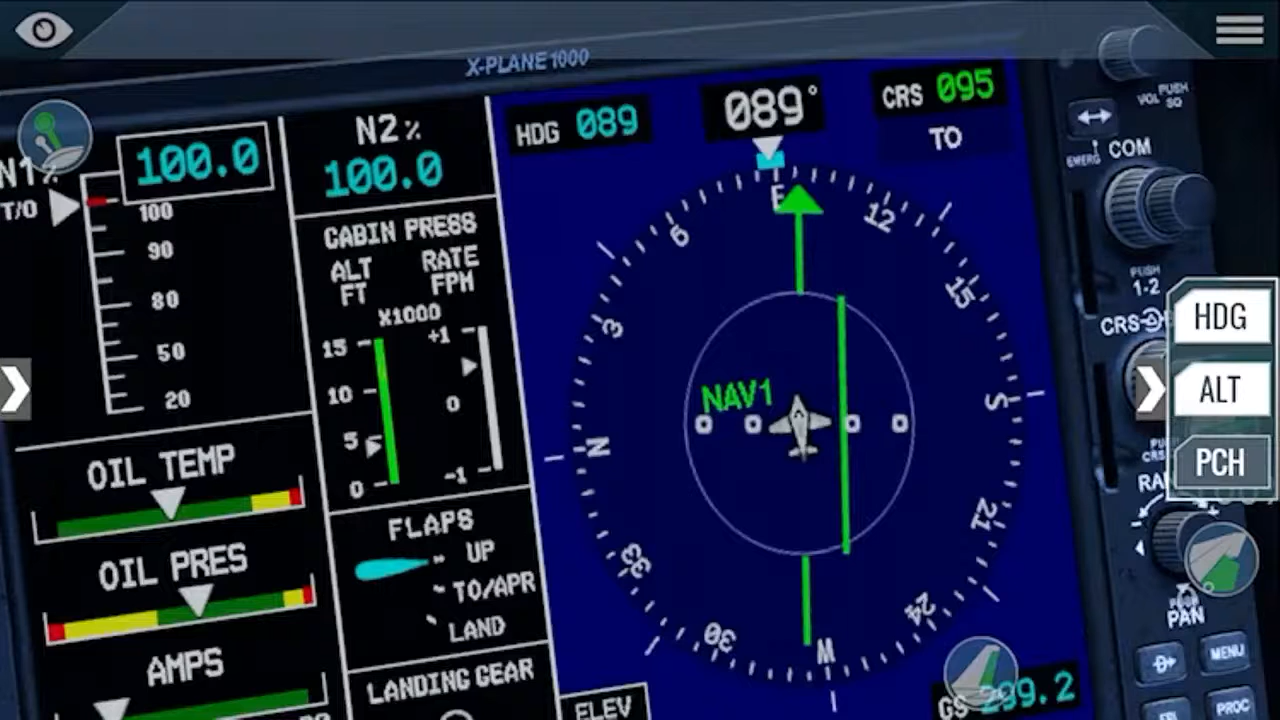 X-PLANE 1000
N1%
100.0
T/O
100
90
80
50
20
N2%
100.0
CABIN PRESS
ALT
FT
RATE
FPM
X1000
15
10
5
0
+1
0
-1
OIL TEMP
OIL PRES
AMPS
FLAPS
UP
TO/APR
LAND
LANDING GEAR
ELEV
HDG 089
089°
CRS 095
TO
E
12
15
S
21
24
W
30
33
N
3
6
NAV1
GS 299.2
VOL PUSH
SQ
EMERG
COM
PUSH
1-2
CRS
PAN
MENU
PROC
HDG
ALT
PCH